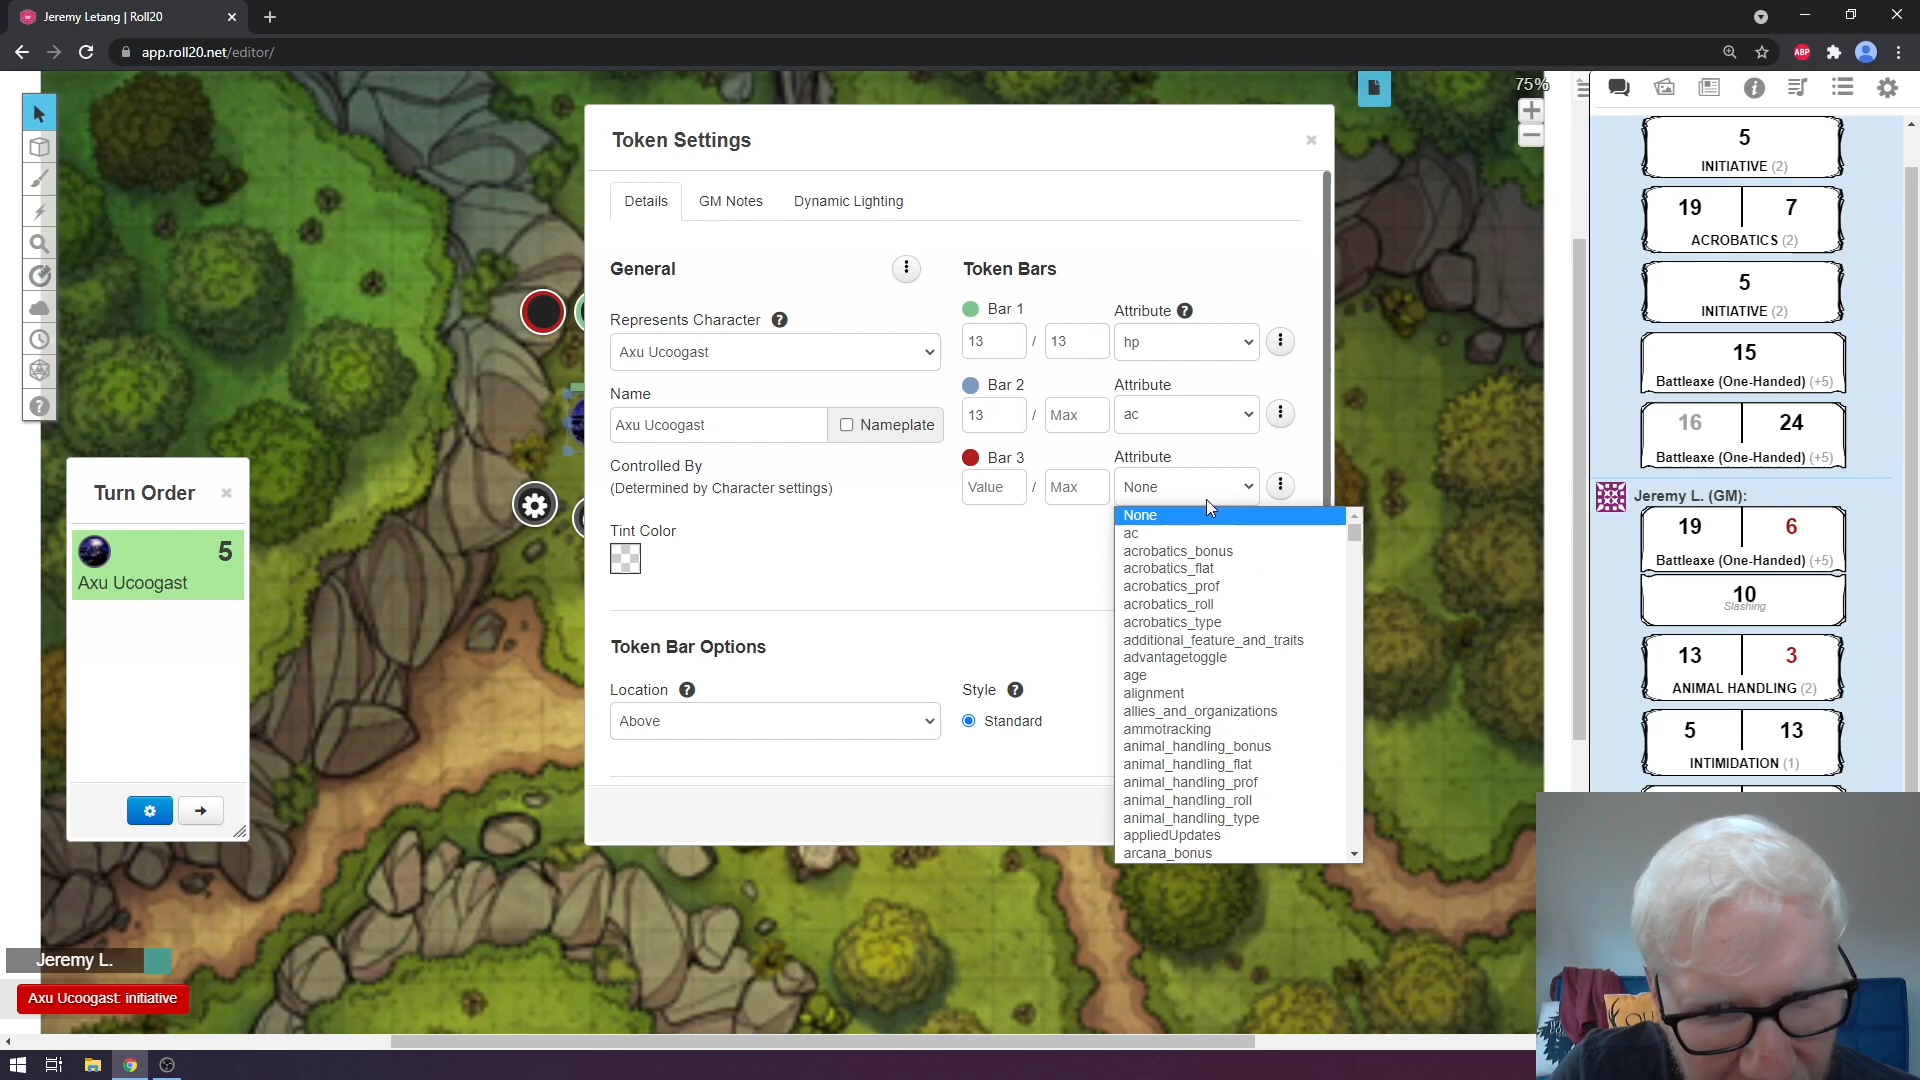 Jeremy Letang | Roll20
app.roll20.net/editor/
ABP
75%
Token Settings
Details
GM Notes
Dynamic Lighting
General
Represents Character
Axu Ucoogast
Name
Axu Ucoogast
Nameplate
Controlled By
(Determined by Character settings)
Tint Color
Token Bars
Bar 1
Attribute
13 / 13
hp
Bar 2
Attribute
13 / Max
ac
Bar 3
Attribute
Value / Max
None
None
ac
acrobatics_bonus
acrobatics_flat
acrobatics_prof
acrobatics_roll
acrobatics_type
additional_feature_and_traits
advantagetoggle
age
alignment
allies_and_organizations
ammotracking
animal_handling_bonus
animal_handling_flat
animal_handling_prof
animal_handling_roll
animal_handling_type
appliedUpdates
arcana_bonus
Token Bar Options
Location
Above
Style
Standard
Turn Order
5
Axu Ucoogast
Jeremy L.
Axu Ucoogast: initiative
5
INITIATIVE (2)
19 7
ACROBATICS (2)
5
INITIATIVE (2)
15
Battleaxe (One-Handed) (+5)
16 24
Battleaxe (One-Handed) (+5)
Jeremy L. (GM):
19 6
Battleaxe (One-Handed) (+5)
10
Slashing
13 3
ANIMAL HANDLING (2)
5 13
INTIMIDATION (1)